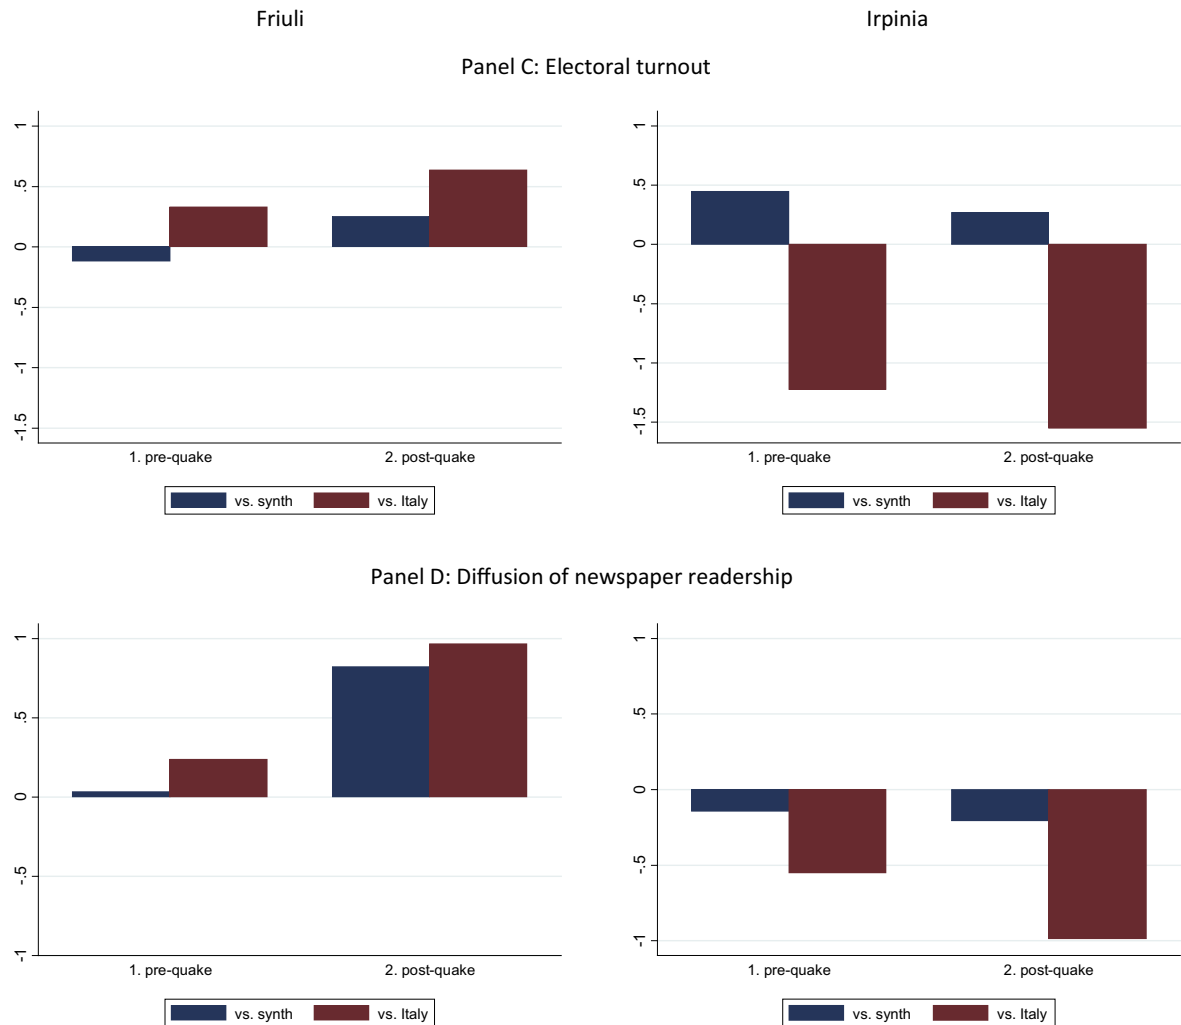 Friuli Irpinia
Panel C: Electoral turnout
1 .5 0 -.5 -1 -1.5
1. pre-quake 2. post-quake
vs. synth vs. Italy
1 .5 0 -.5 -1 -1.5
1. pre-quake 2. post-quake
vs. synth vs. Italy
Panel D: Diffusion of newspaper readership
1 .5 0 -.5 -1
1. pre-quake 2. post-quake
vs. synth vs. Italy
1 .5 0 -.5 -1
1. pre-quake 2. post-quake
vs. synth vs. Italy